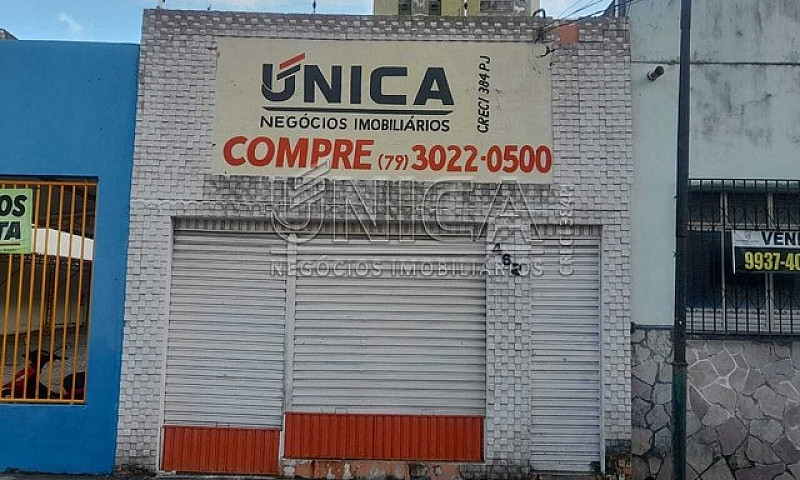 ÚNICA
NEGÓCIOS IMOBILIÁRIOS
CRECI 384 PJ
COMPRE (79) 3022-0500
ÚNICA
NEGÓCIOS IMOBILIÁRIOS
OS
TA
VEN
9937-40